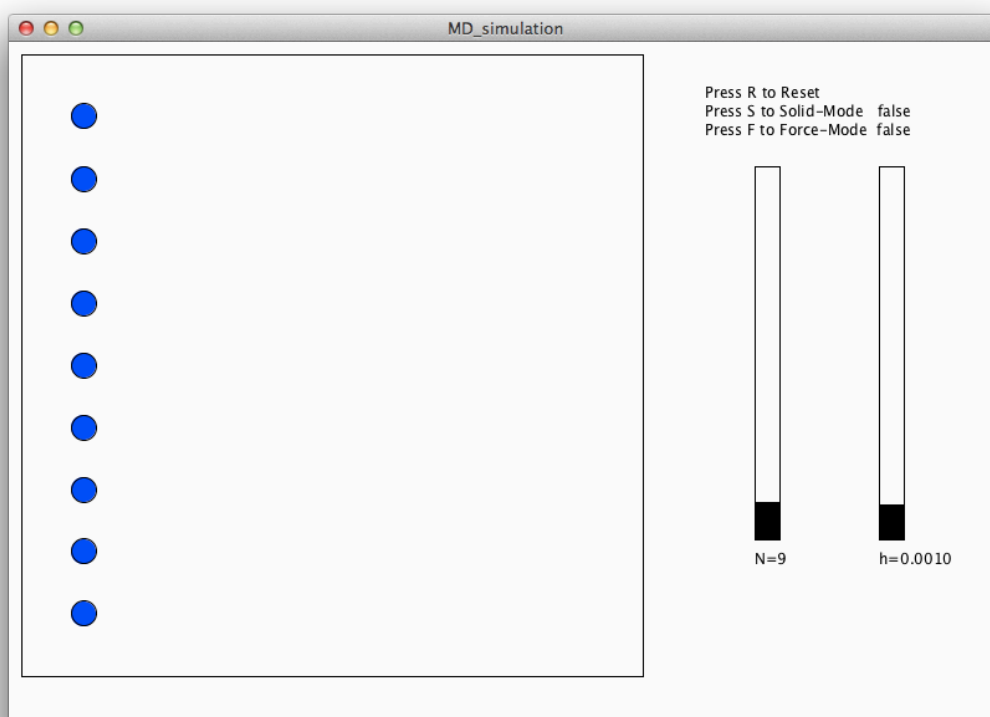 MD_simulation
Press R to Reset
Press S to Solid-Mode false
Press F to Force-Mode false
N=9
h=0.0010